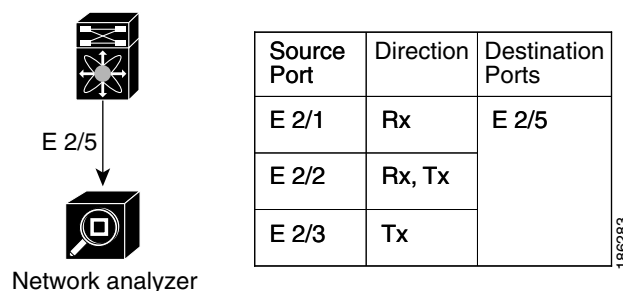 E 2/5
Network analyzer
Source Port
Direction
Destination Ports
E 2/1
Rx
E 2/5
E 2/2
Rx, Tx
E 2/3
Tx
186283